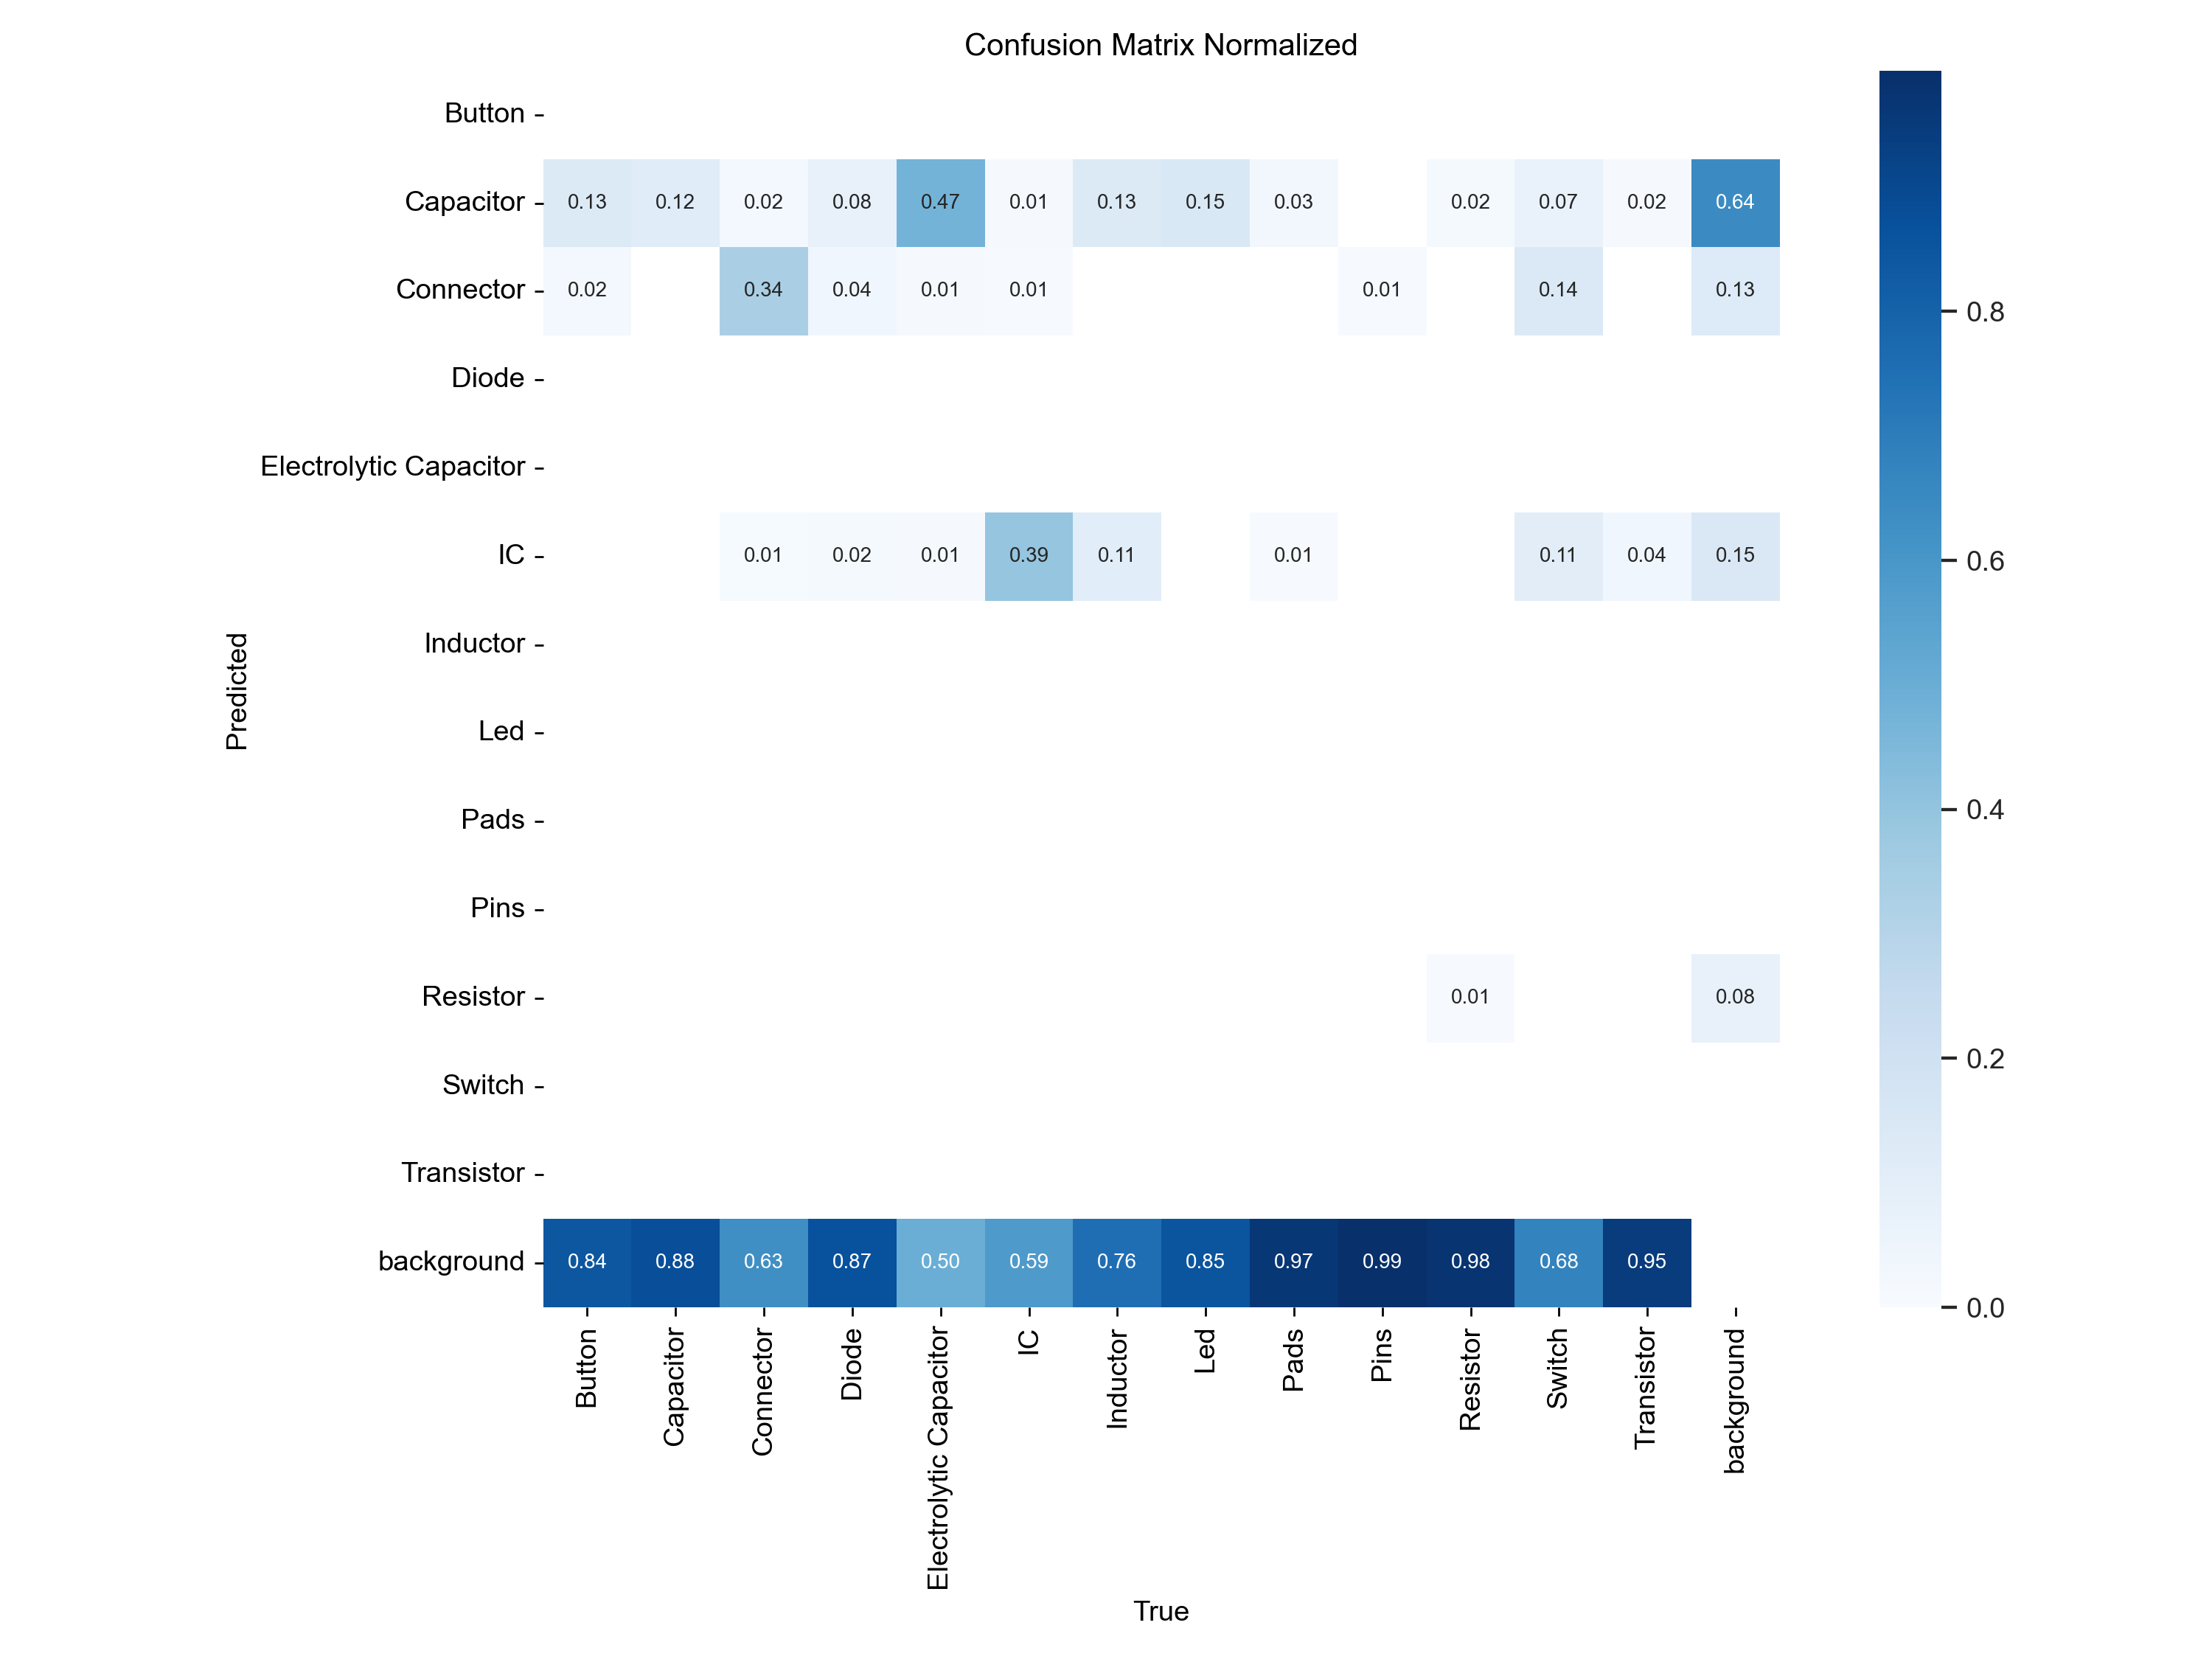 Confusion Matrix Normalized
Button
Capacitor 0.13 0.12 0.02 0.08 0.47 0.01 0.13 0.15 0.03 0.02 0.07 0.02 0.64
Connector 0.02 0.34 0.04 0.01 0.01 0.01 0.14 0.13
Diode
Electrolytic Capacitor
IC 0.01 0.02 0.01 0.39 0.11 0.01 0.11 0.04 0.15
Inductor
Led
Pads
Pins
Resistor 0.01 0.08
Switch
Transistor
background 0.84 0.88 0.63 0.87 0.50 0.59 0.76 0.85 0.97 0.99 0.98 0.68 0.95
Predicted
Button Capacitor Connector Diode Electrolytic Capacitor IC Inductor Led Pads Pins Resistor Switch Transistor background
True
0.8
0.6
0.4
0.2
0.0